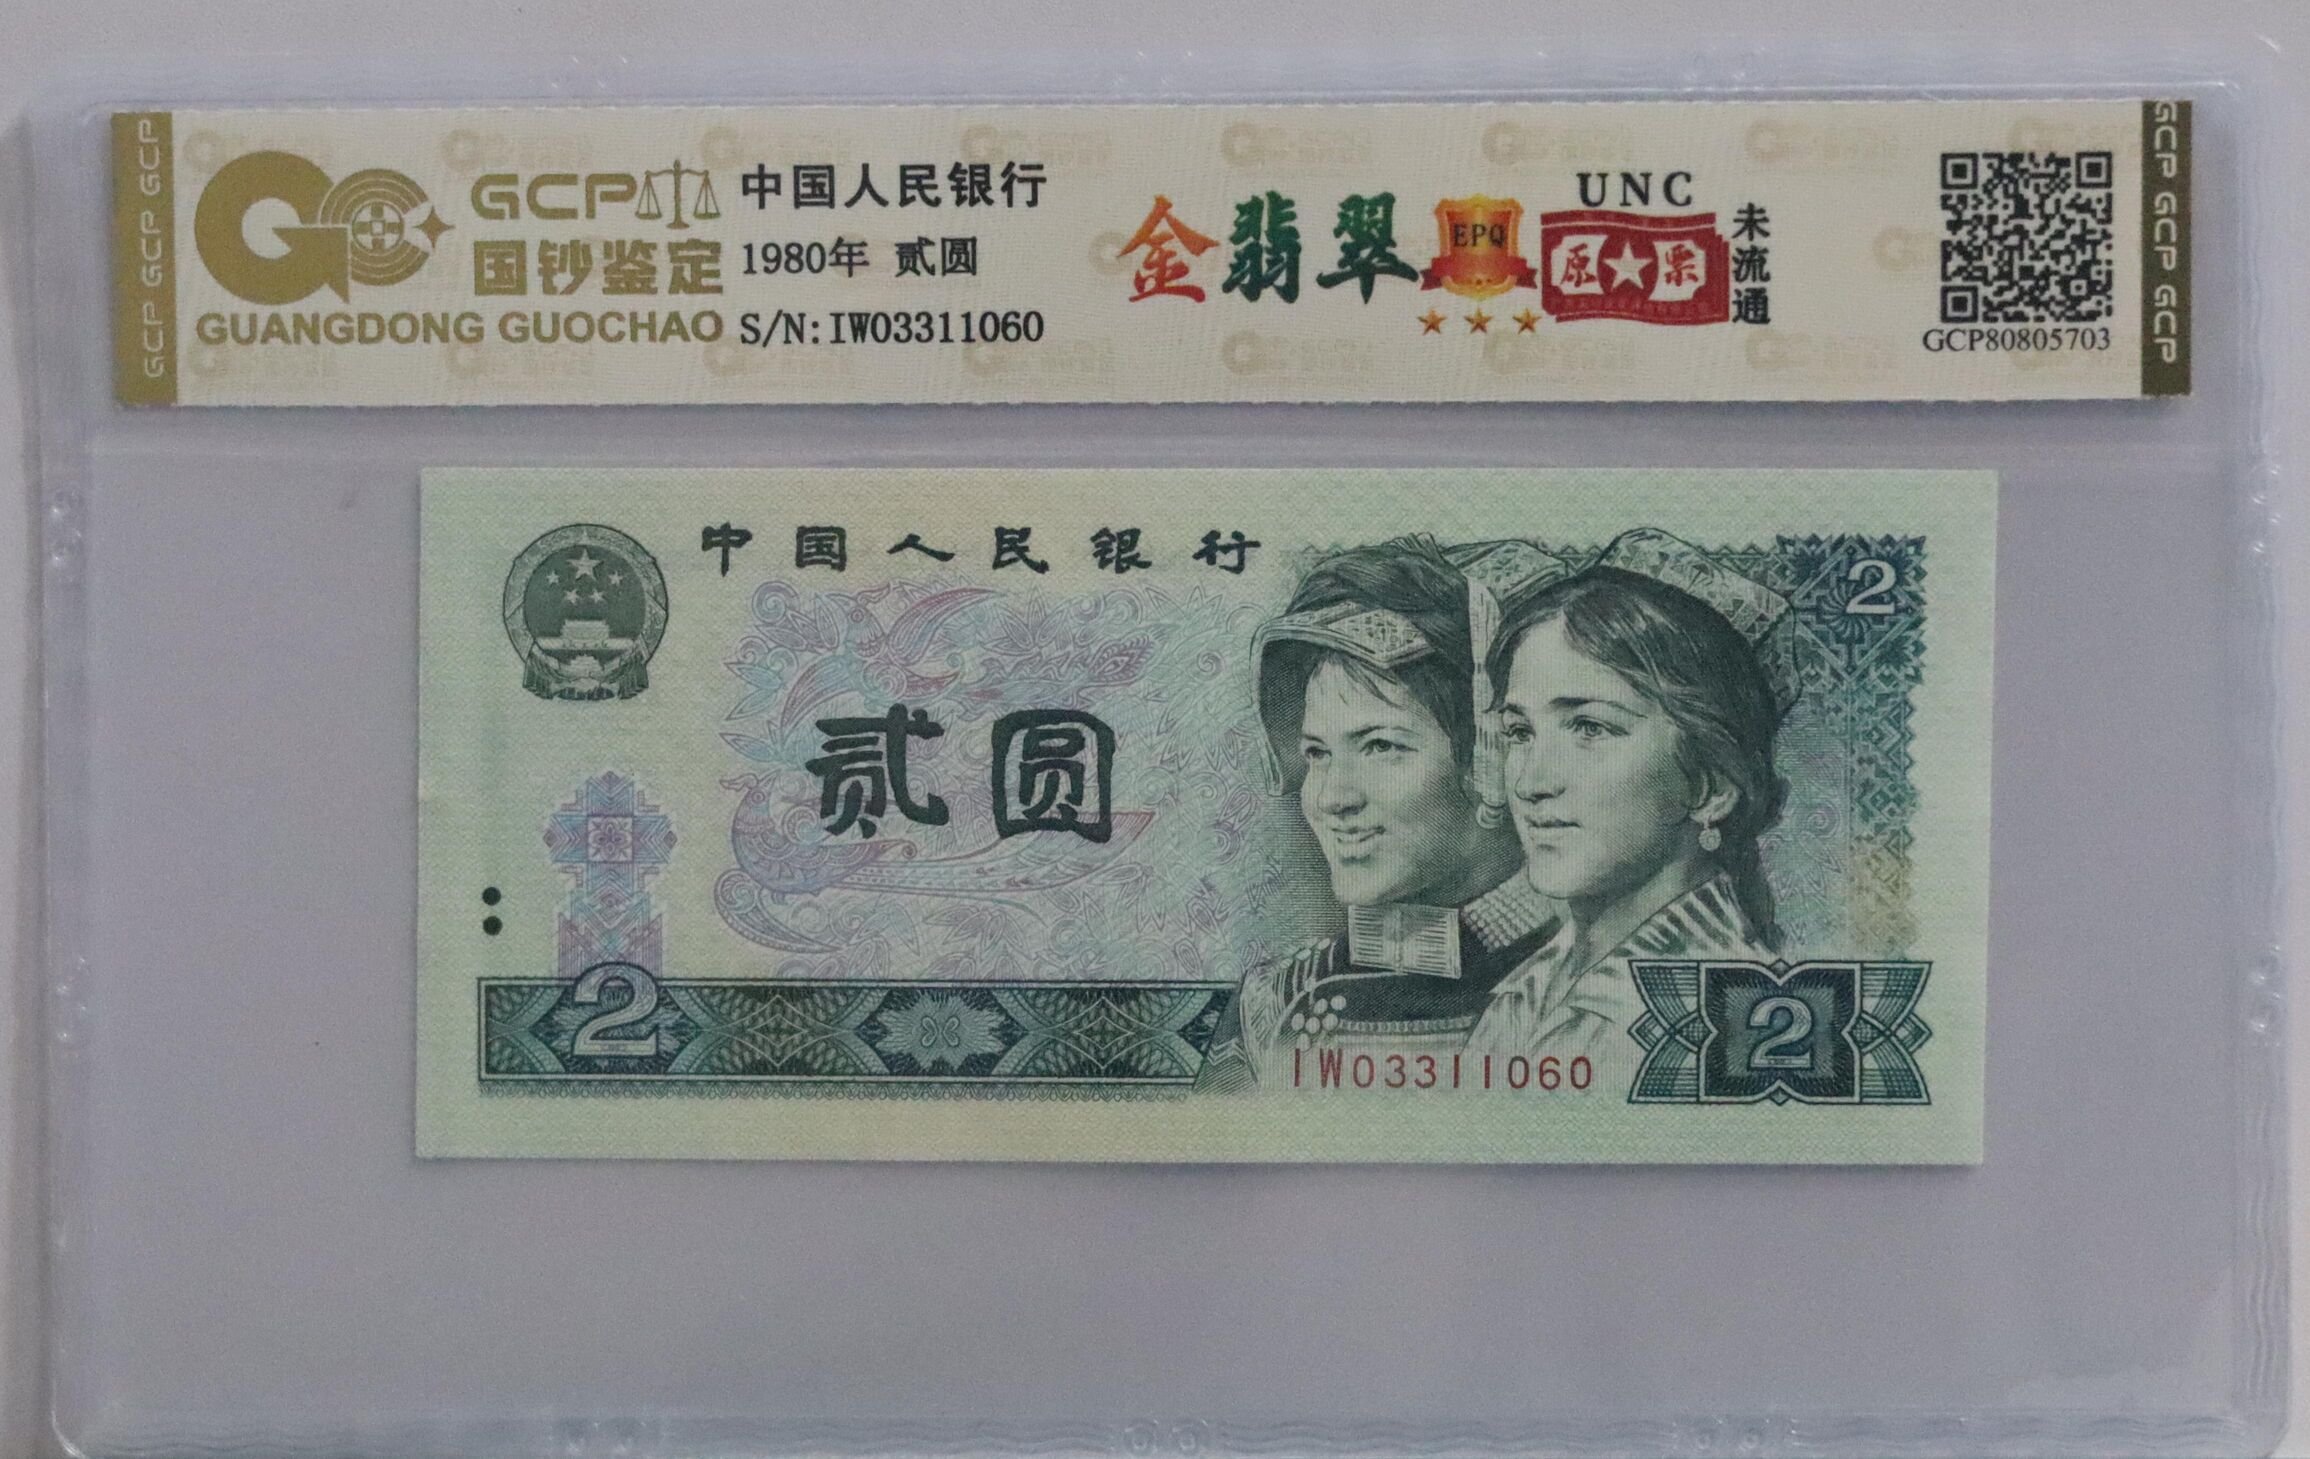 GCP GCP GCP
GCP
国钞鉴定
GUANGDONG GUOCHAO
中国人民银行
1980年 贰圆
S/N:IW03311060
金翡翠
EPQ
UNC
原票
未流通
GCP80805703
GCP GCP GCP
中国人民银行
2
贰圆
2
IW03311060
2